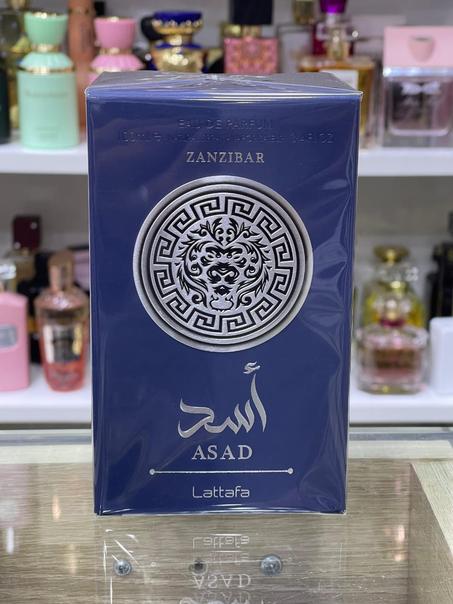 EAU DE PARFUM
ZANZIBAR
أسد
ASAD
Lattafa